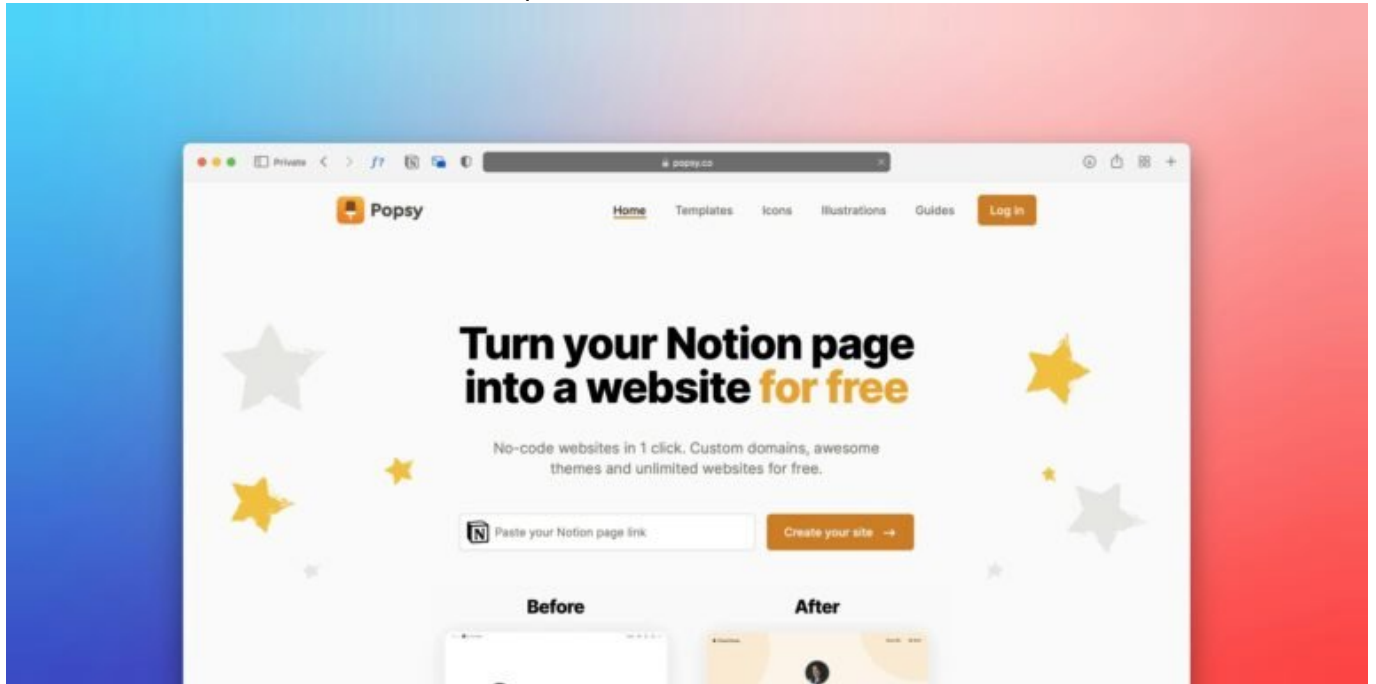 Private
popsy.co
Popsy
Home Templates Icons Illustrations Guides Log in
Turn your Notion page
into a website for free
No-code websites in 1 click. Custom domains, awesome
themes and unlimited websites for free.
Paste your Notion page link
Create your site →
Before After